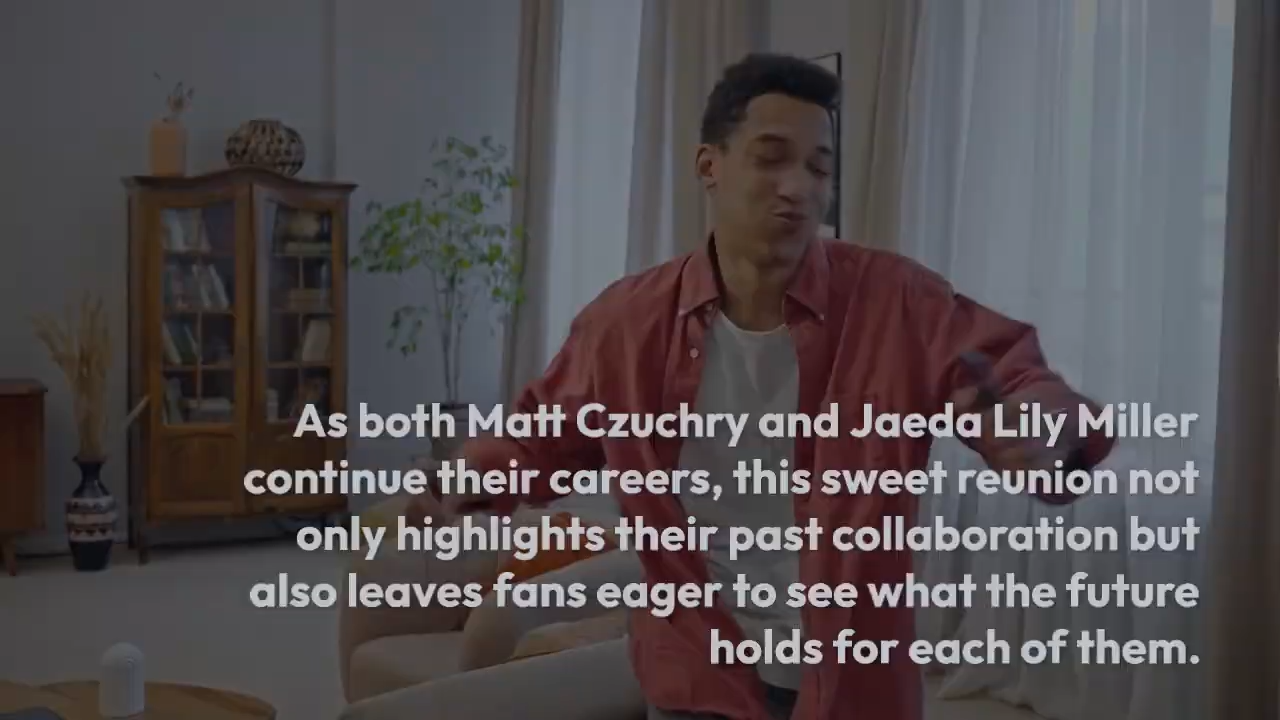 As both Matt Czuchry and Jaeda Lily Miller
continue their careers, this sweet reunion not
only highlights their past collaboration but
also leaves fans eager to see what the future
holds for each of them.